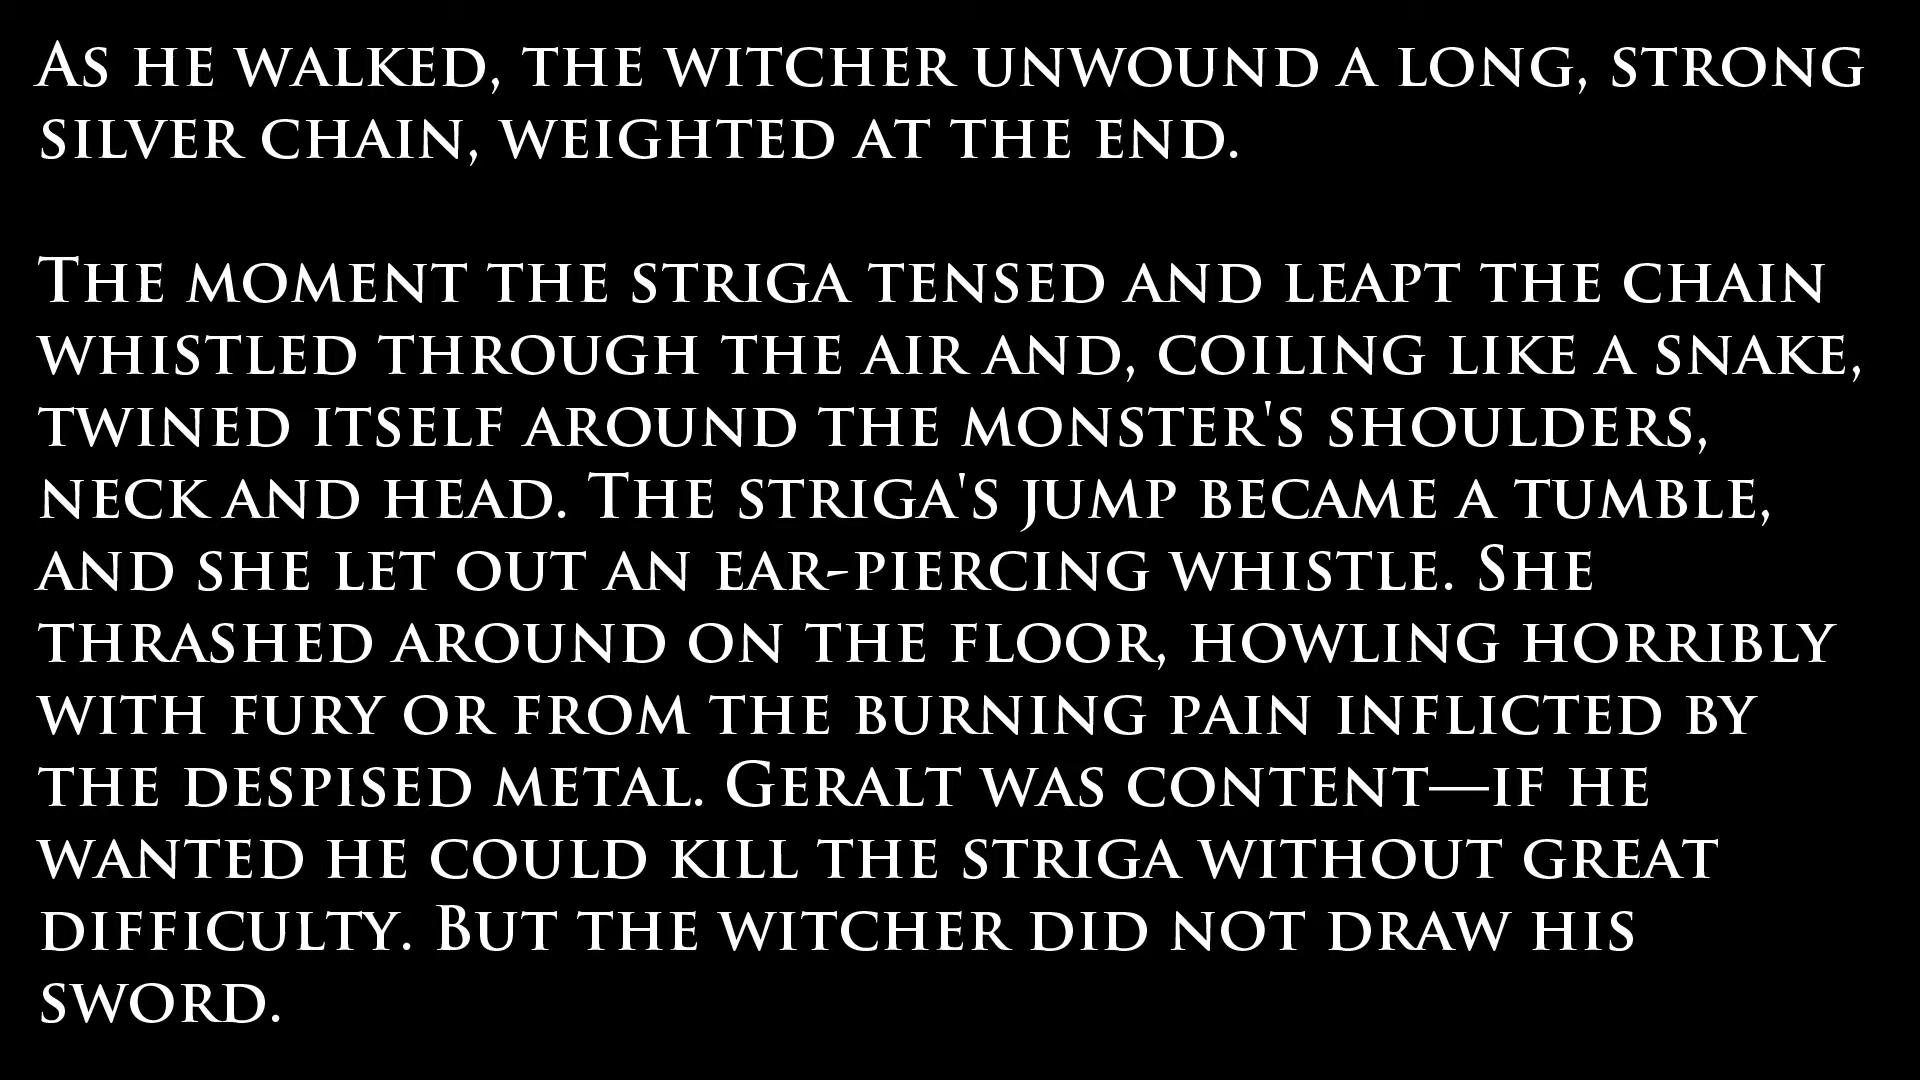 As he walked, the witcher unwound a long, strong
silver chain, weighted at the end.
The moment the striga tensed and leapt the chain
whistled through the air and, coiling like a snake,
twined itself around the monster's shoulders,
neck and head. The striga's jump became a tumble,
and she let out an ear-piercing whistle. She
thrashed around on the floor, howling horribly
with fury or from the burning pain inflicted by
the despised metal. Geralt was content—if he
wanted he could kill the striga without great
difficulty. But the witcher did not draw his
sword.